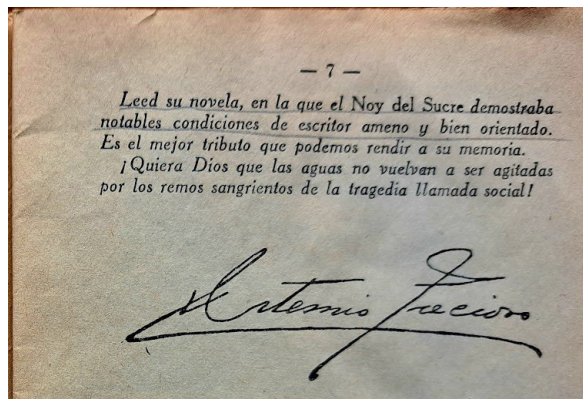 — 7 —
Leed su novela, en la que el Noy del Sucre demostraba
notables condiciones de escritor ameno y bien orientado.
Es el mejor tributo que podemos rendir a su memoria.
¡Quiera Dios que las aguas no vuelvan a ser agitadas
por los remos sangrientos de la tragedia llamada social!
Artemio Precioso